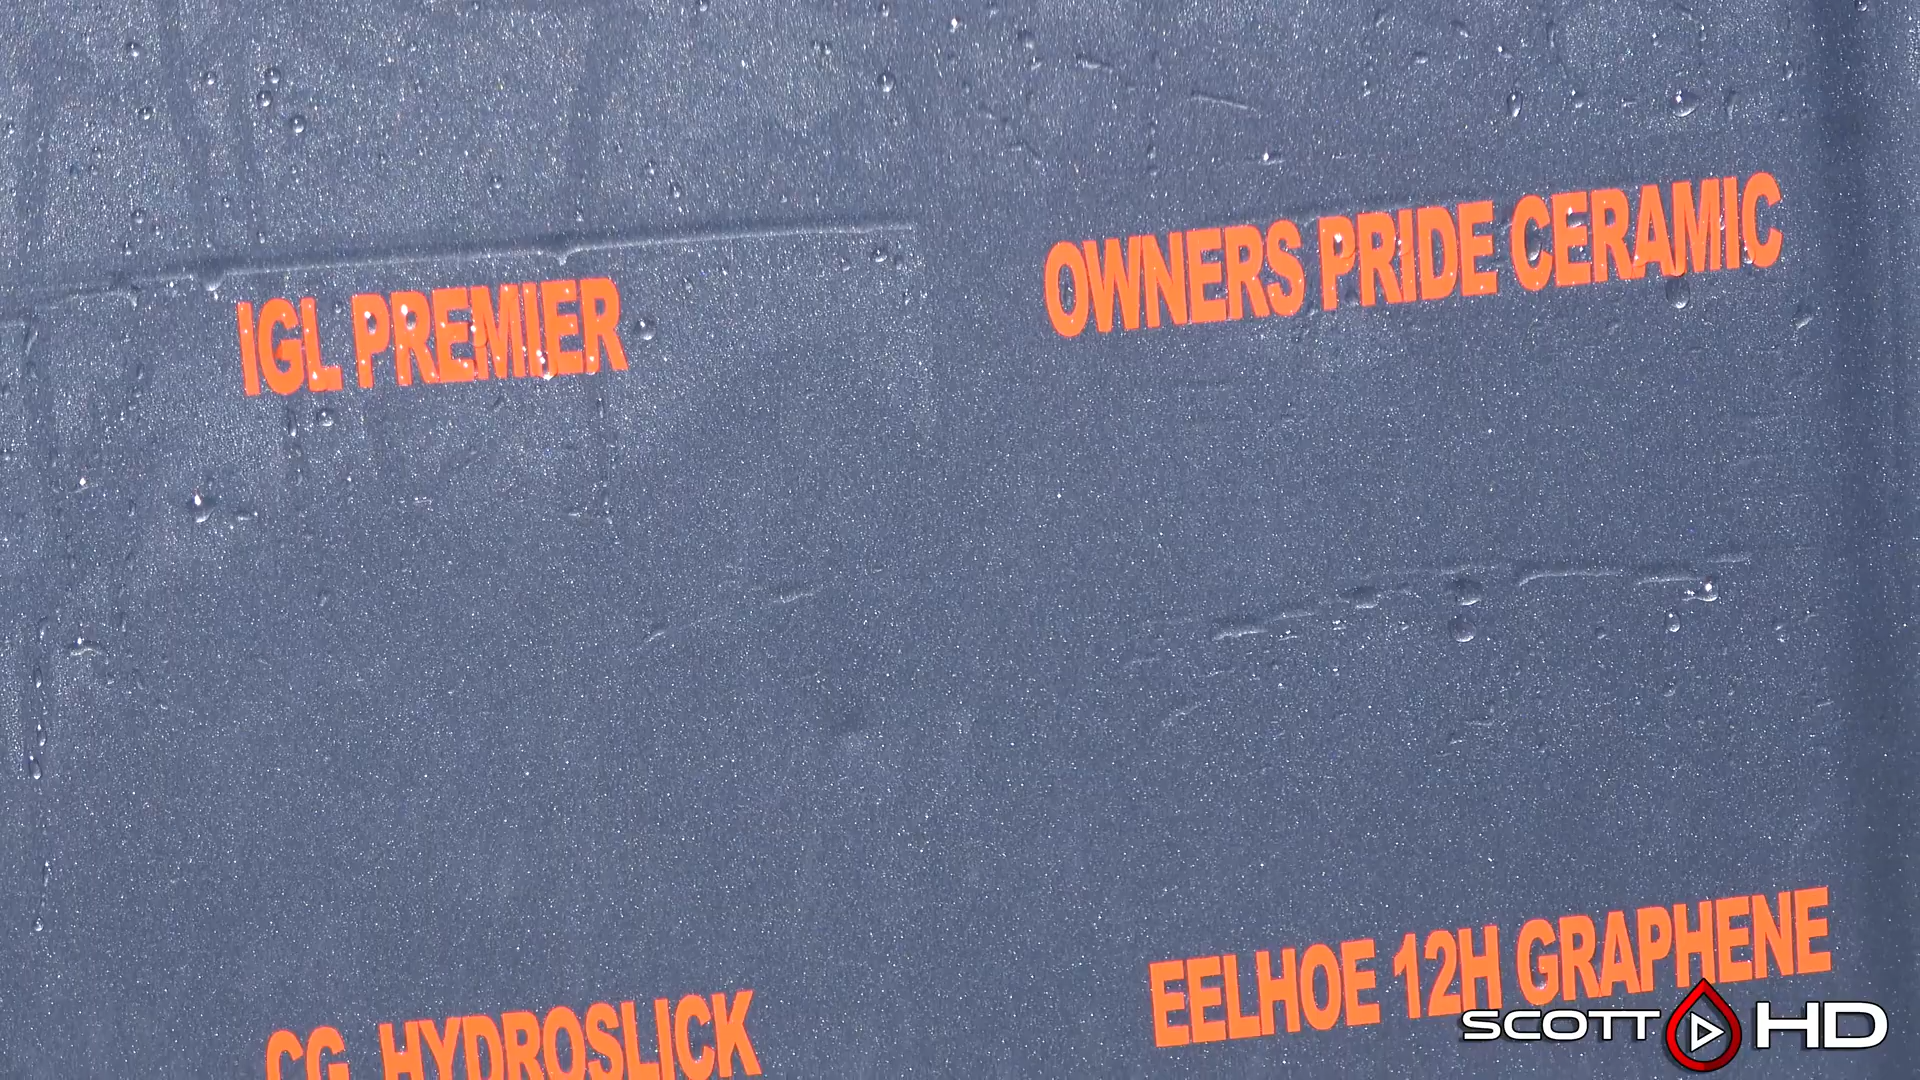 IGL PREMIER
OWNERS PRIDE CERAMIC
EELHOE 12H GRAPHENE
CG HYDROSLICK
SCOTT HD